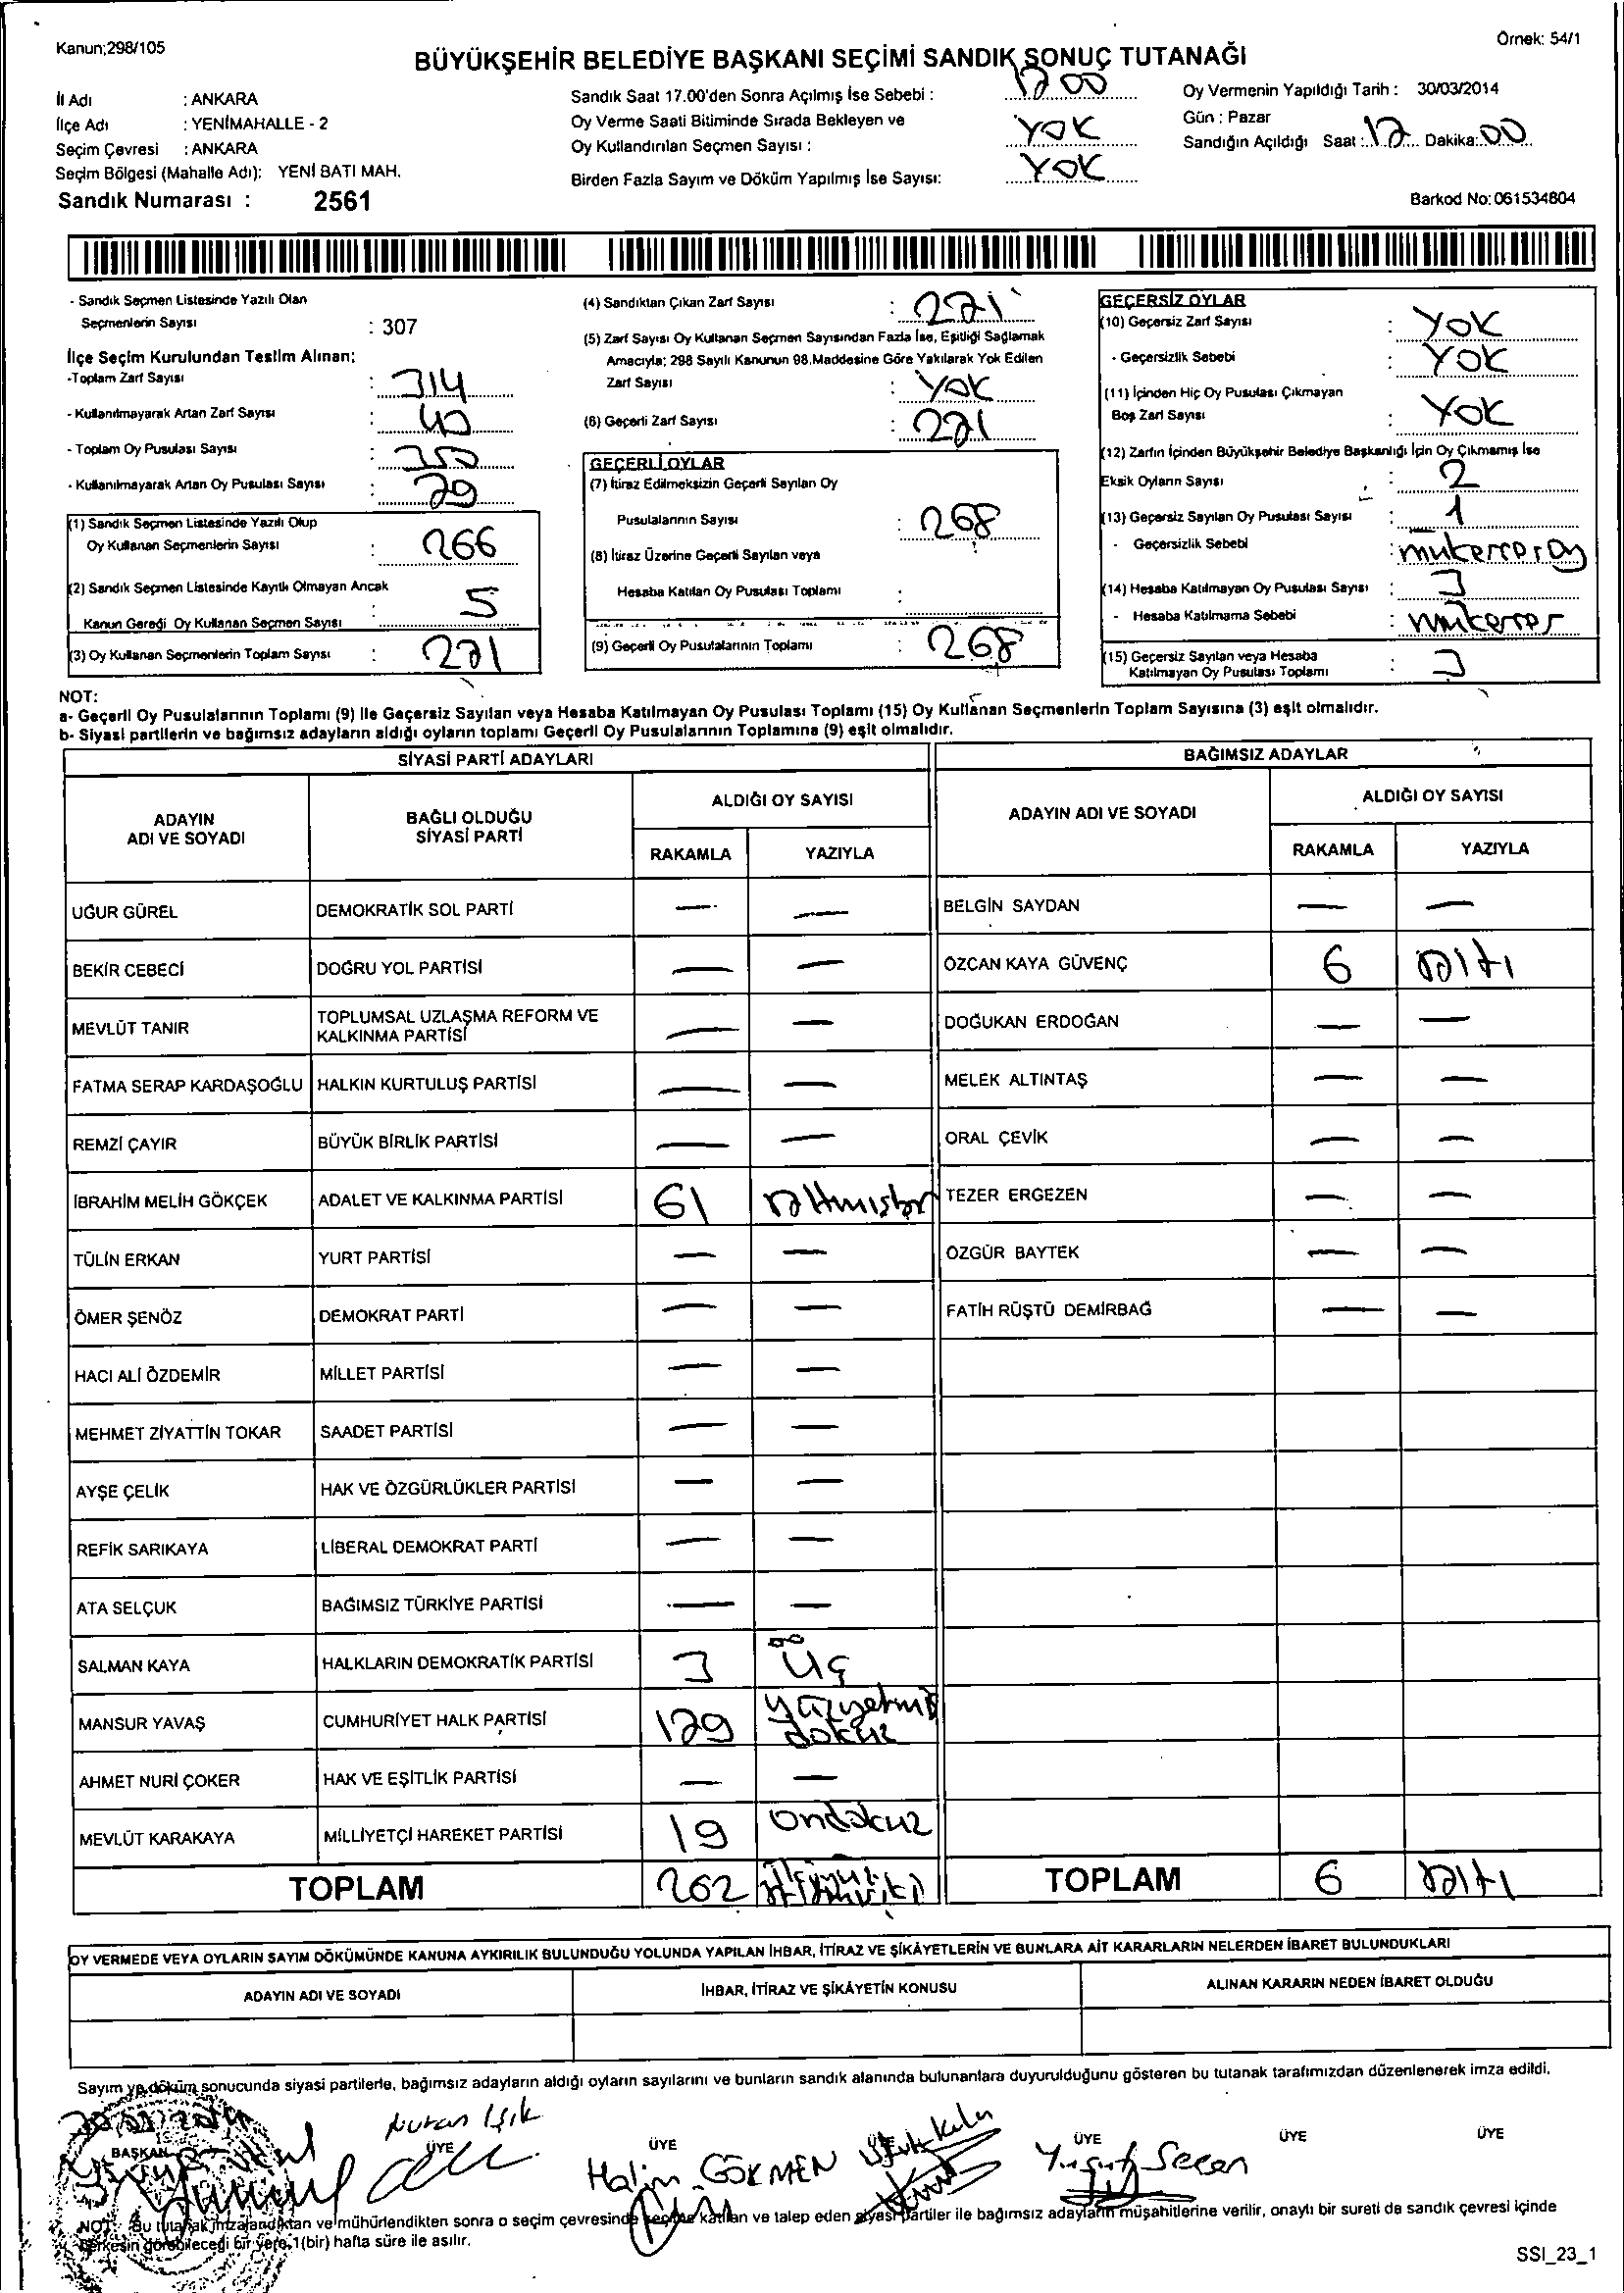 Kanun;298/105
Örnek: 54/1
BÜYÜKŞEHİR BELEDİYE BAŞKANI SEÇİMİ SANDIK SONUÇ TUTANAĞI
İl Adı : ANKARA
İlçe Adı : YENİMAHALLE - 2
Seçim Çevresi : ANKARA
Seçim Bölgesi (Mahalle Adı): YENİ BATI MAH.
Sandık Numarası : 2561
Sandık Saat 17.00'den Sonra Açılmış İse Sebebi : 1700
Oy Verme Saati Bitiminde Sırada Bekleyen ve
Oy Kullandırılan Seçmen Sayısı : YOK
Birden Fazla Sayım ve Döküm Yapılmış İse Sayısı: YOK
Oy Vermenin Yapıldığı Tarih : 30/03/2014
Gün : Pazar
Sandığın Açıldığı Saat : 17 Dakika: 00
Barkod No:061534804
- Sandık Seçmen Listesinde Yazılı Olan
Seçmenlerin Sayısı : 307
İlçe Seçim Kurulundan Teslim Alınan:
-Toplam Zarf Sayısı : 314
- Kullanılmayarak Artan Zarf Sayısı : 43
- Toplam Oy Pusulası Sayısı : 350
- Kullanılmayarak Artan Oy Pusulası Sayısı : 79
(1) Sandık Seçmen Listesinde Yazılı Olup
Oy Kullanan Seçmenlerin Sayısı : 266
(2) Sandık Seçmen Listesinde Kayıtlı Olmayan Ancak
Kanun Gereği Oy Kullanan Seçmen Sayısı : 5
(3) Oy Kullanan Seçmenlerin Toplam Sayısı : 271
(4) Sandıktan Çıkan Zarf Sayısı : 271
(5) Zarf Sayısı Oy Kullanan Seçmen Sayısından Fazla İse, Eşitliği Sağlamak
Amacıyla; 298 Sayılı Kanunun 98.Maddesine Göre Yakılarak Yok Edilen
Zarf Sayısı : YOK
(6) Geçerli Zarf Sayısı : 271
GEÇERLİ OYLAR
(7) İtiraz Edilmeksizin Geçerli Sayılan Oy
Pusulalarının Sayısı : 268
(8) İtiraz Üzerine Geçerli Sayılan veya
Hesaba Katılan Oy Pusulası Toplamı :
(9) Geçerli Oy Pusulalarının Toplamı : 268
GEÇERSİZ OYLAR
(10) Geçersiz Zarf Sayısı : YOK
- Geçersizlik Sebebi : YOK
(11) İçinden Hiç Oy Pusulası Çıkmayan
Boş Zarf Sayısı : YOK
(12) Zarfın İçinden Büyükşehir Belediye Başkanlığı İçin Oy Çıkmamış İse
Eksik Oyların Sayısı : 2
(13) Geçersiz Sayılan Oy Pusulası Sayısı : 1
- Geçersizlik Sebebi : mükerrer oy
(14) Hesaba Katılmayan Oy Pusulası Sayısı : 3
- Hesaba Katılmama Sebebi : mükerrer
(15) Geçersiz Sayılan veya Hesaba
Katılmayan Oy Pusulası Toplamı : 3
NOT:
a- Geçerli Oy Pusulalarının Toplamı (9) ile Geçersiz Sayılan veya Hesaba Katılmayan Oy Pusulası Toplamı (15) Oy Kullanan Seçmenlerin Toplam Sayısına (3) eşit olmalıdır.
b- Siyasi partilerin ve bağımsız adayların aldığı oyların toplamı Geçerli Oy Pusulalarının Toplamına (9) eşit olmalıdır.
SİYASİ PARTİ ADAYLARI
ADAYIN ADI VE SOYADI
BAĞLI OLDUĞU SİYASİ PARTİ
ALDIĞI OY SAYISI
RAKAMLA YAZIYLA
UĞUR GÜREL DEMOKRATİK SOL PARTİ — —
BEKİR CEBECİ DOĞRU YOL PARTİSİ — —
MEVLÜT TANIR TOPLUMSAL UZLAŞMA REFORM VE KALKINMA PARTİSİ — —
FATMA SERAP KARDAŞOĞLU HALKIN KURTULUŞ PARTİSİ — —
REMZİ ÇAYIR BÜYÜK BİRLİK PARTİSİ — —
İBRAHİM MELİH GÖKÇEK ADALET VE KALKINMA PARTİSİ 61 altmışbir
TÜLİN ERKAN YURT PARTİSİ — —
ÖMER ŞENÖZ DEMOKRAT PARTİ — —
HACI ALİ ÖZDEMİR MİLLET PARTİSİ — —
MEHMET ZİYATTİN TOKAR SAADET PARTİSİ — —
AYŞE ÇELİK HAK VE ÖZGÜRLÜKLER PARTİSİ — —
REFİK SARIKAYA LİBERAL DEMOKRAT PARTİ — —
ATA SELÇUK BAĞIMSIZ TÜRKİYE PARTİSİ — —
SALMAN KAYA HALKLARIN DEMOKRATİK PARTİSİ 3 üç
MANSUR YAVAŞ CUMHURİYET HALK PARTİSİ 179 yüzyetmiş dokuz
AHMET NURİ ÇOKER HAK VE EŞİTLİK PARTİSİ — —
MEVLÜT KARAKAYA MİLLİYETÇİ HAREKET PARTİSİ 19 ondokuz
TOPLAM 262
BAĞIMSIZ ADAYLAR
ADAYIN ADI VE SOYADI
ALDIĞI OY SAYISI
RAKAMLA YAZIYLA
BELGİN SAYDAN — —
ÖZCAN KAYA GÜVENÇ 6 altı
DOĞUKAN ERDOĞAN — —
MELEK ALTINTAŞ — —
ORAL ÇEVİK — —
TEZER ERGEZEN — —
ÖZGÜR BAYTEK — —
FATİH RÜŞTÜ DEMİRBAĞ — —
TOPLAM 6 altı
OY VERMEDE VEYA OYLARIN SAYIM DÖKÜMÜNDE KANUNA AYKIRILIK BULUNDUĞU YOLUNDA YAPILAN İHBAR, İTİRAZ VE ŞİKÂYETLERİN VE BUNLARA AİT KARARLARIN NELERDEN İBARET BULUNDUKLARI
ADAYIN ADI VE SOYADI
İHBAR, İTİRAZ VE ŞİKÂYETİN KONUSU
ALINAN KARARIN NEDEN İBARET OLDUĞU
Sayım ve döküm sonucunda siyasi partilerle, bağımsız adayların aldığı oyların sayılarını ve bunların sandık alanında bulunanlara duyurulduğunu gösteren bu tutanak tarafımızdan düzenlenerek imza edildi.
BAŞKAN ÜYE ÜYE ÜYE ÜYE ÜYE ÜYE
Nuran Işık
Halim GÖKMEN
NOT: Bu tutanak imzalandıktan ve mühürlendikten sonra o seçim çevresinde seçime katılan ve talep eden siyasi partiler ile bağımsız adayların müşahitlerine verilir, onaylı bir sureti de sandık çevresi içinde
herkesin görebileceği bir yere,1(bir) hafta süre ile asılır.
SSI_23_1